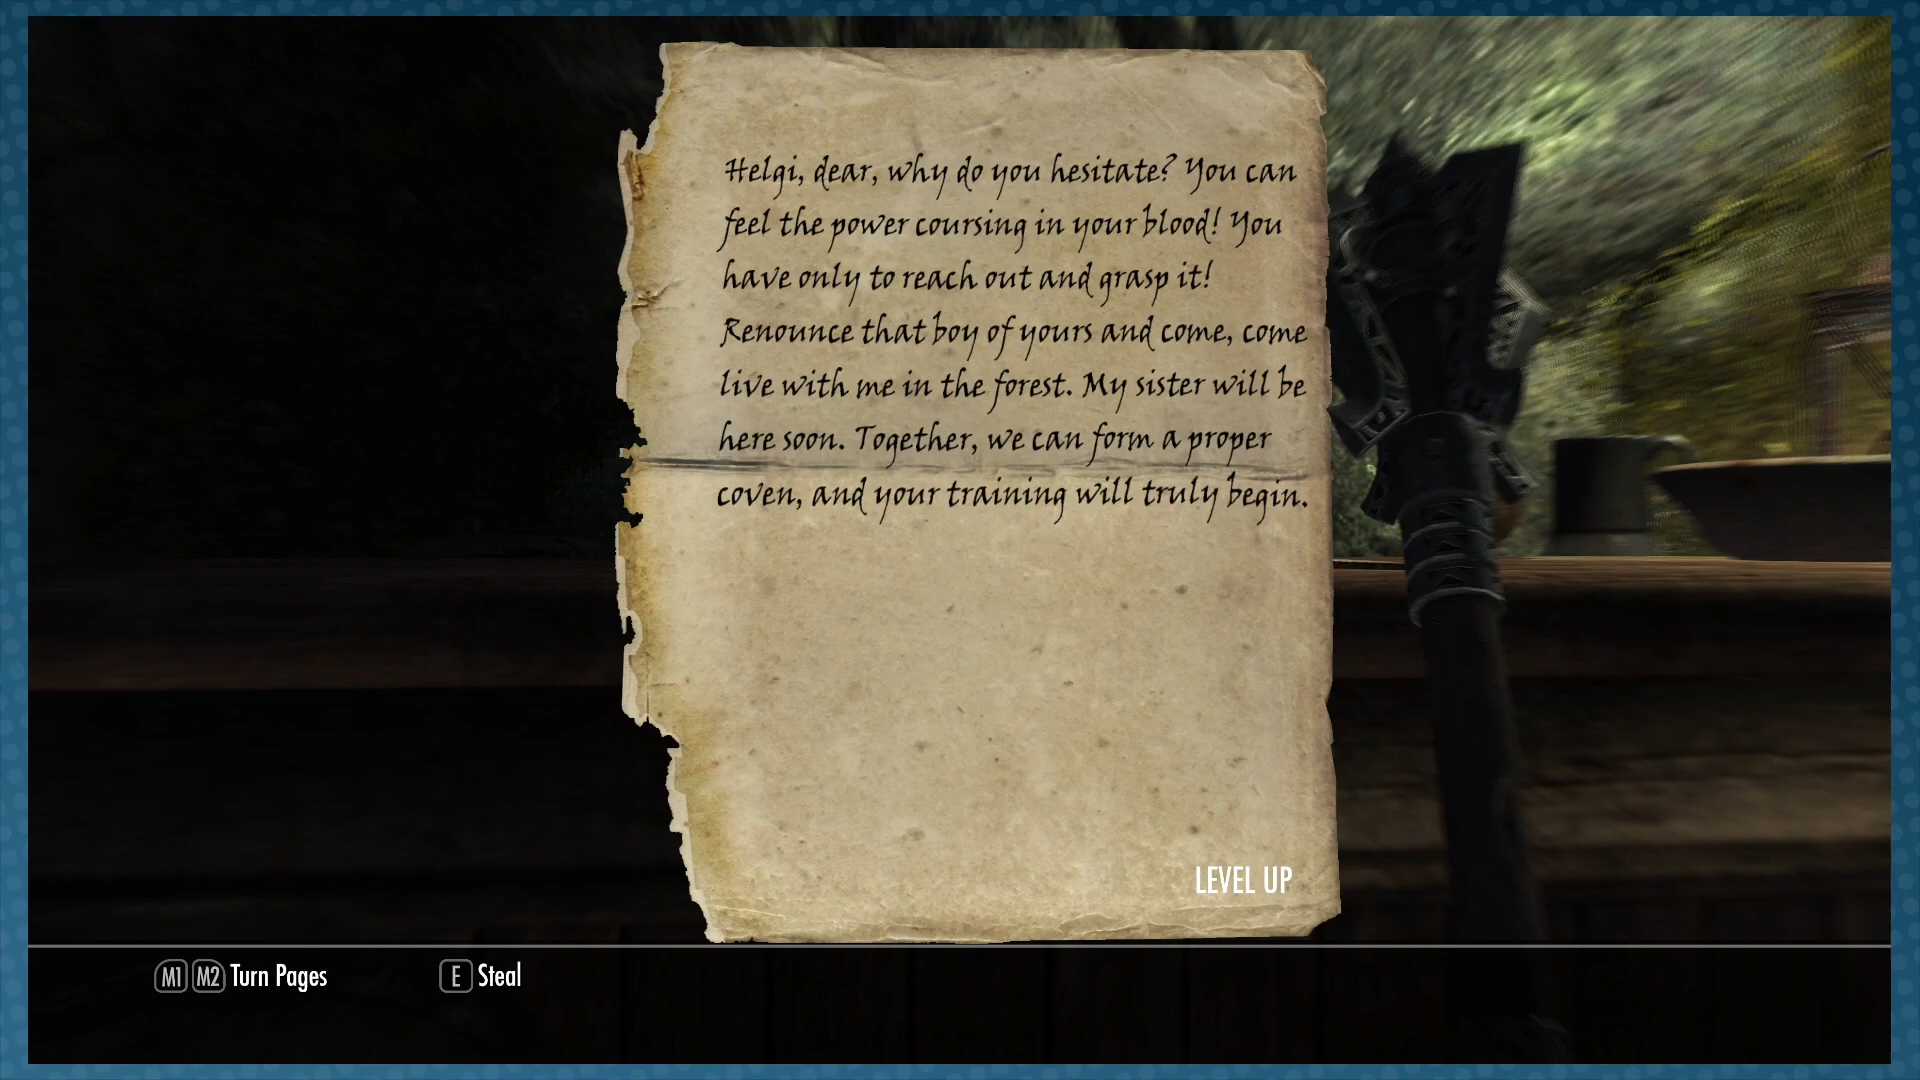 Helgi, dear, why do you hesitate? You can
feel the power coursing in your blood! You
have only to reach out and grasp it!
Renounce that boy of yours and come, come
live with me in the forest. My sister will be
here soon. Together, we can form a proper
coven, and your training will truly begin.
LEVEL UP
M1 M2 Turn Pages
E Steal